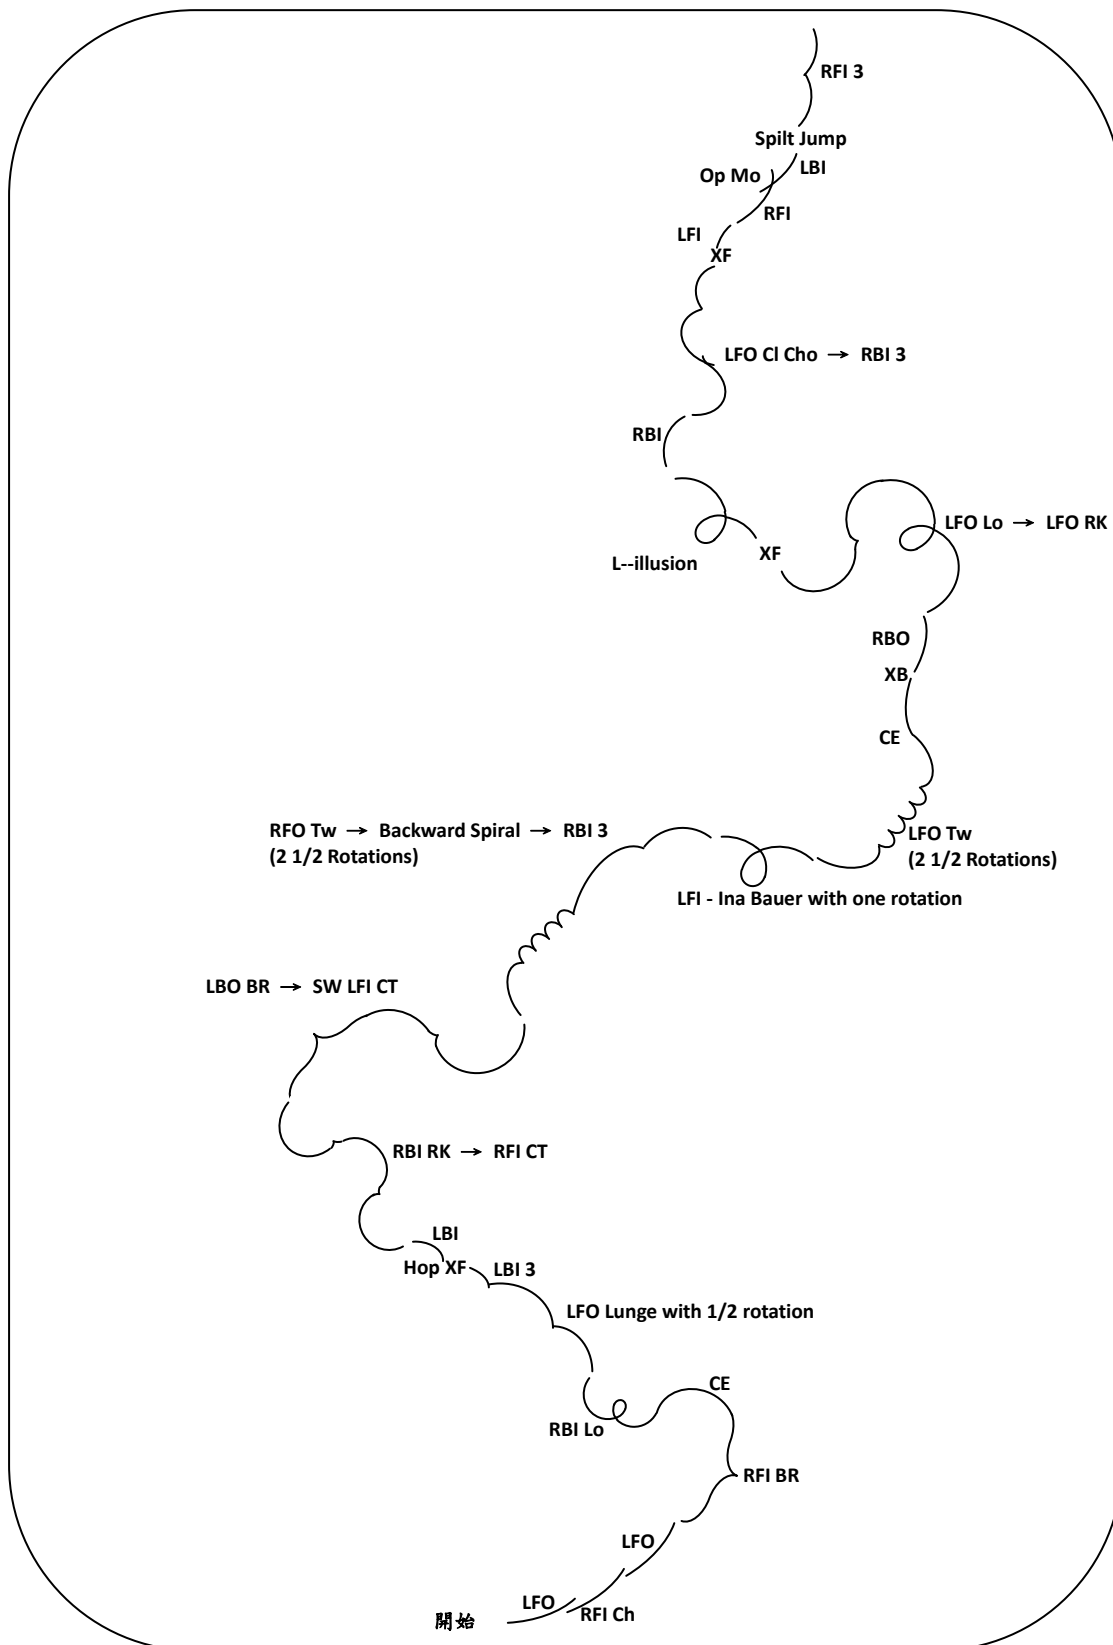 RFI 3
Spilt Jump
LBI
Op Mo
RFI
LFI
XF
LFO Cl Cho → RBI 3
RBI
LFO Lo → LFO RK
XF
L--illusion
RBO
XB
CE
RFO Tw → Backward Spiral → RBI 3
(2 1/2 Rotations)
LFO Tw
(2 1/2 Rotations)
LFI - Ina Bauer with one rotation
LBO BR → SW LFI CT
RBI RK → RFI CT
LBI
Hop XF
LBI 3
LFO Lunge with 1/2 rotation
CE
RBI Lo
RFI BR
LFO
LFO
RFI Ch
開始